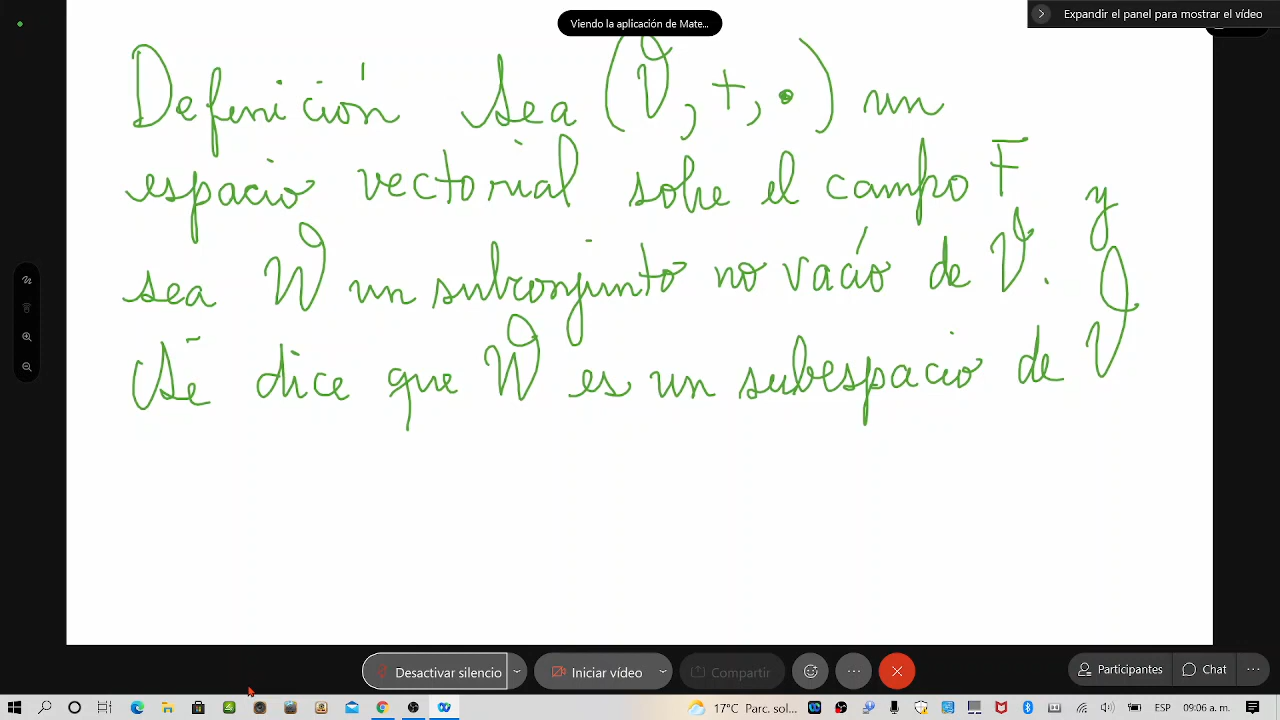 Viendo la aplicación de Mate...
Expandir el panel para mostrar el vídeo
Definición Sea (V, +, •) un
espacio vectorial sobre el campo F y
sea W un subconjunto no vacío de V.
Se dice que W es un subespacio de V
Desactivar silencio
Iniciar vídeo
Compartir
Participantes
Chat
17°C Parc. sol...
ESP
09:06 a. m.